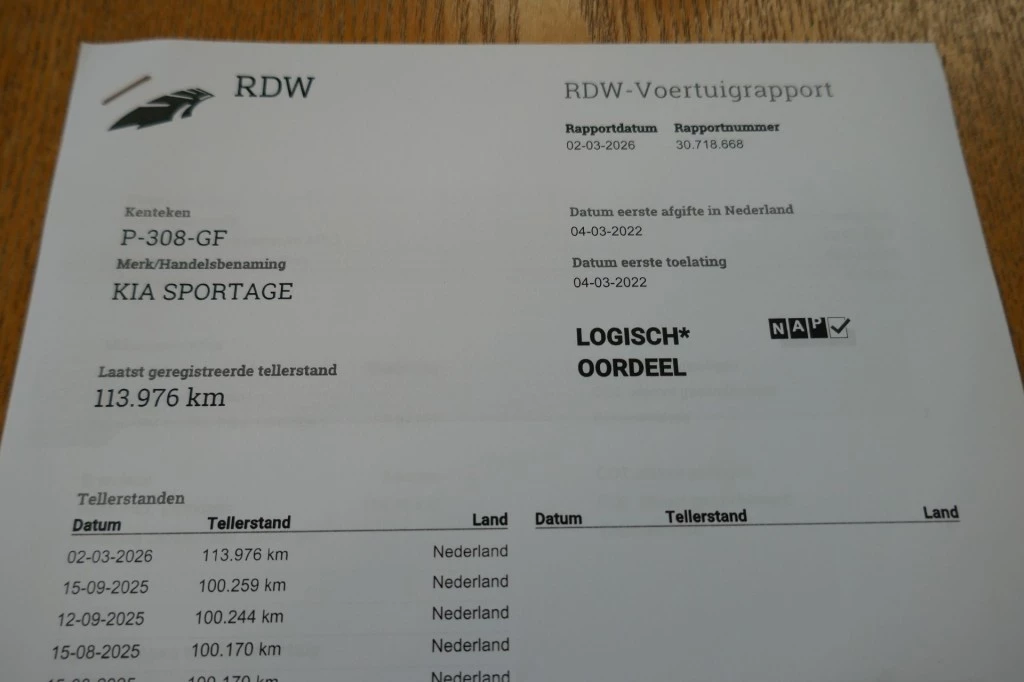 RDW
RDW-Voertuigrapport
Rapportdatum Rapportnummer
02-03-2026 30.718.668
Kenteken
P-308-GF
Merk/Handelsbenaming
KIA SPORTAGE
Datum eerste afgifte in Nederland
04-03-2022
Datum eerste toelating
04-03-2022
LOGISCH*
OORDEEL
NAP
Laatst geregistreerde tellerstand
113.976 km
Tellerstanden
Datum Tellerstand Land Datum Tellerstand Land
02-03-2026 113.976 km Nederland
15-09-2025 100.259 km Nederland
12-09-2025 100.244 km Nederland
15-08-2025 100.170 km Nederland
100.170 km Nederland